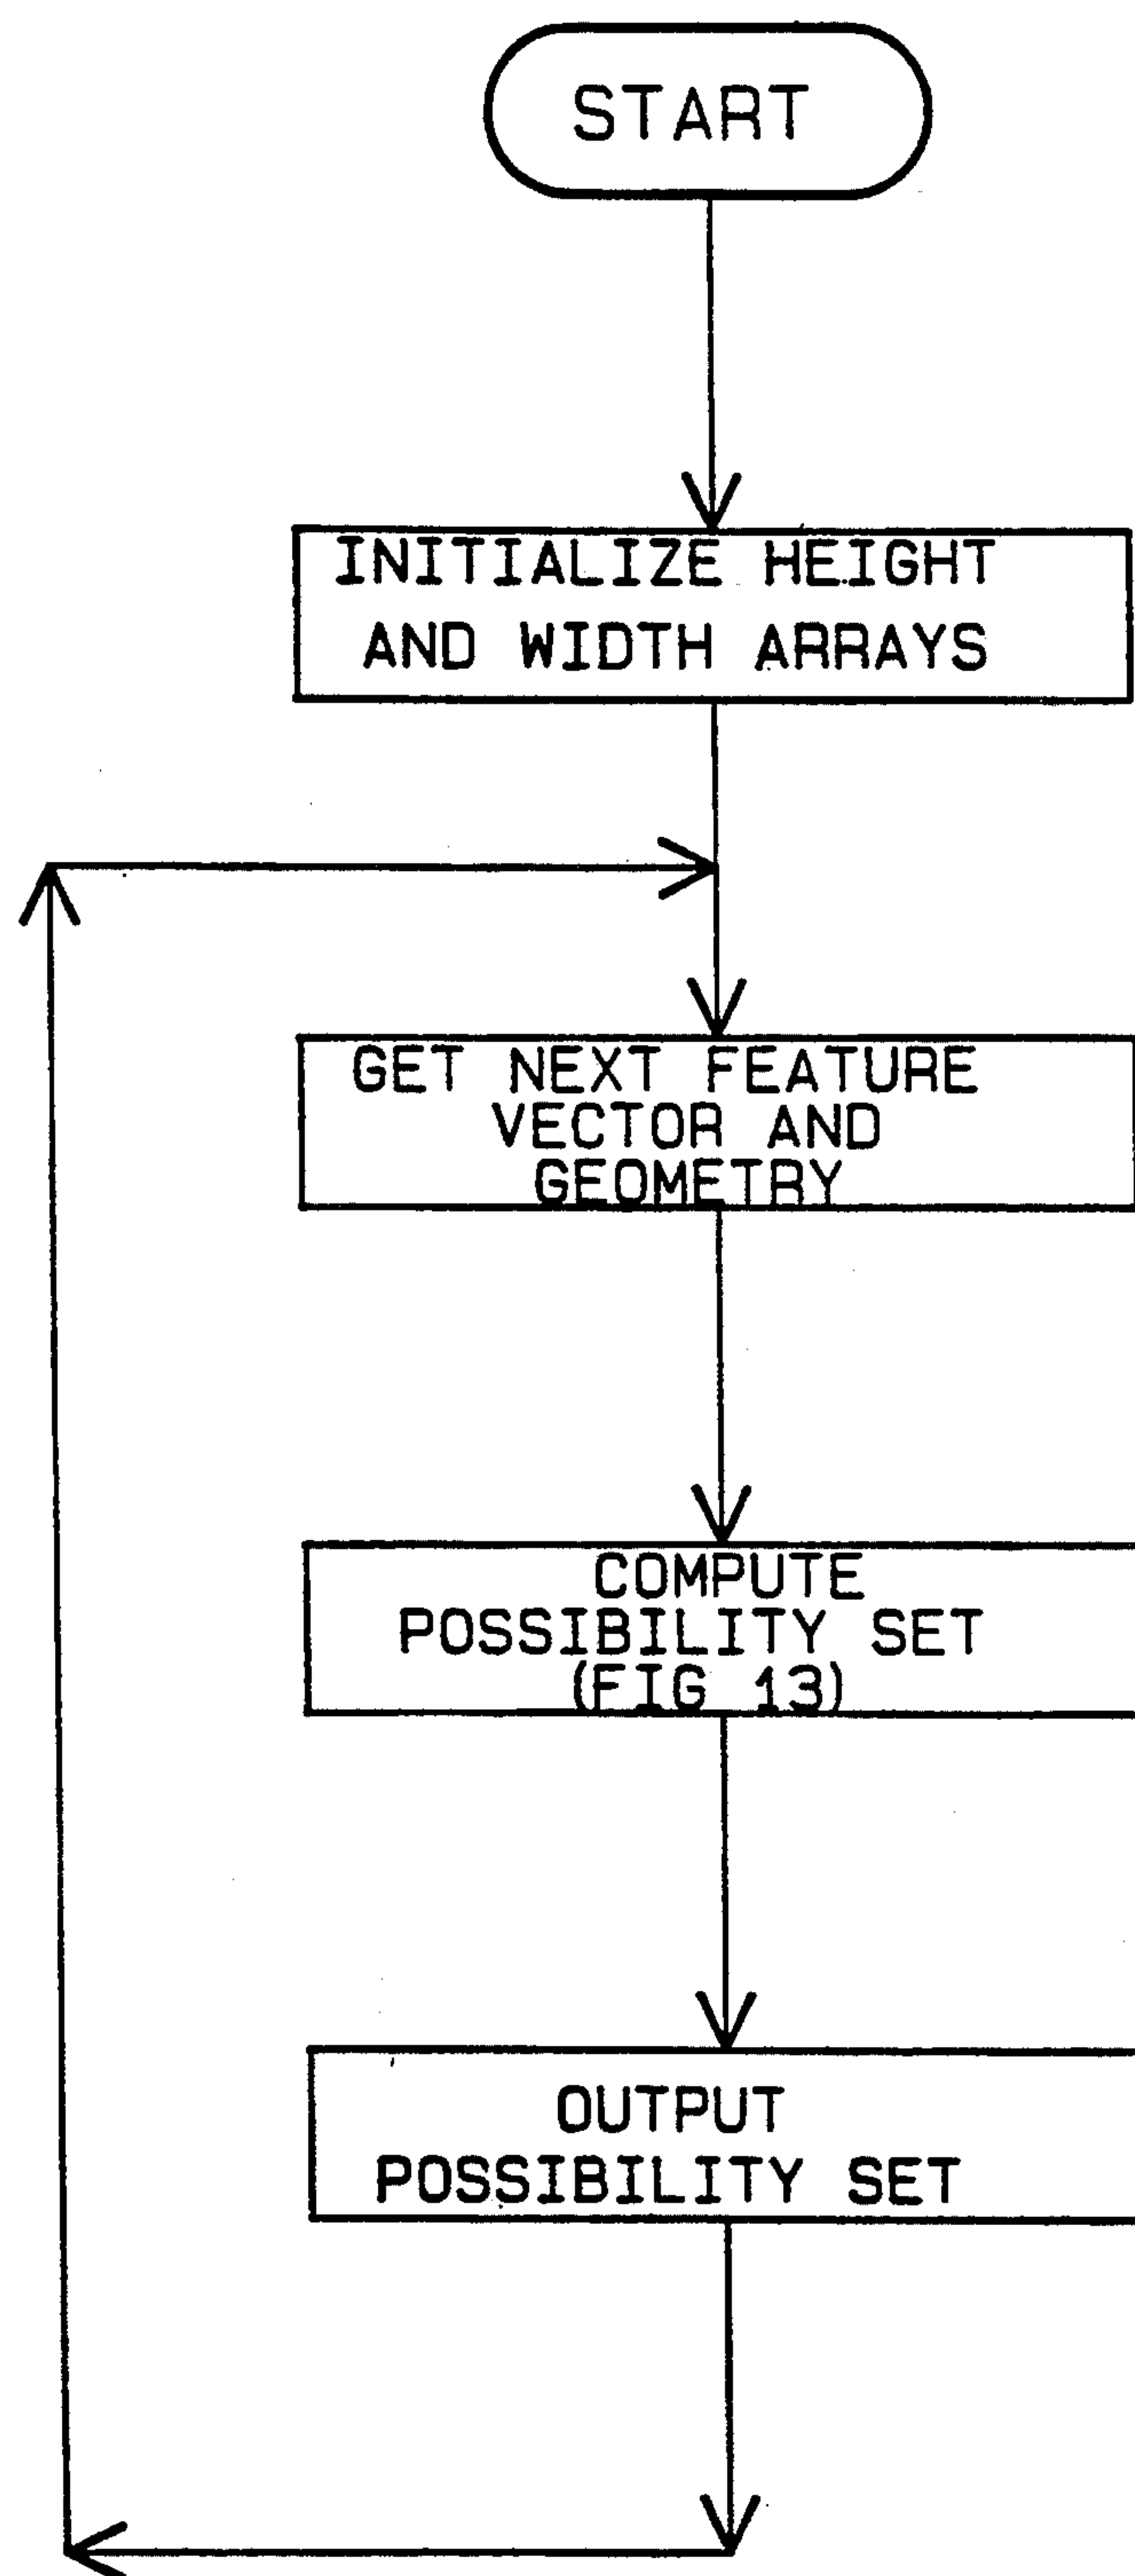 START
INITIALIZE HEIGHT
AND WIDTH ARRAYS
GET NEXT FEATURE
VECTOR AND
GEOMETRY
COMPUTE
POSSIBILITY SET
(FIG 13)
OUTPUT
POSSIBILITY SET